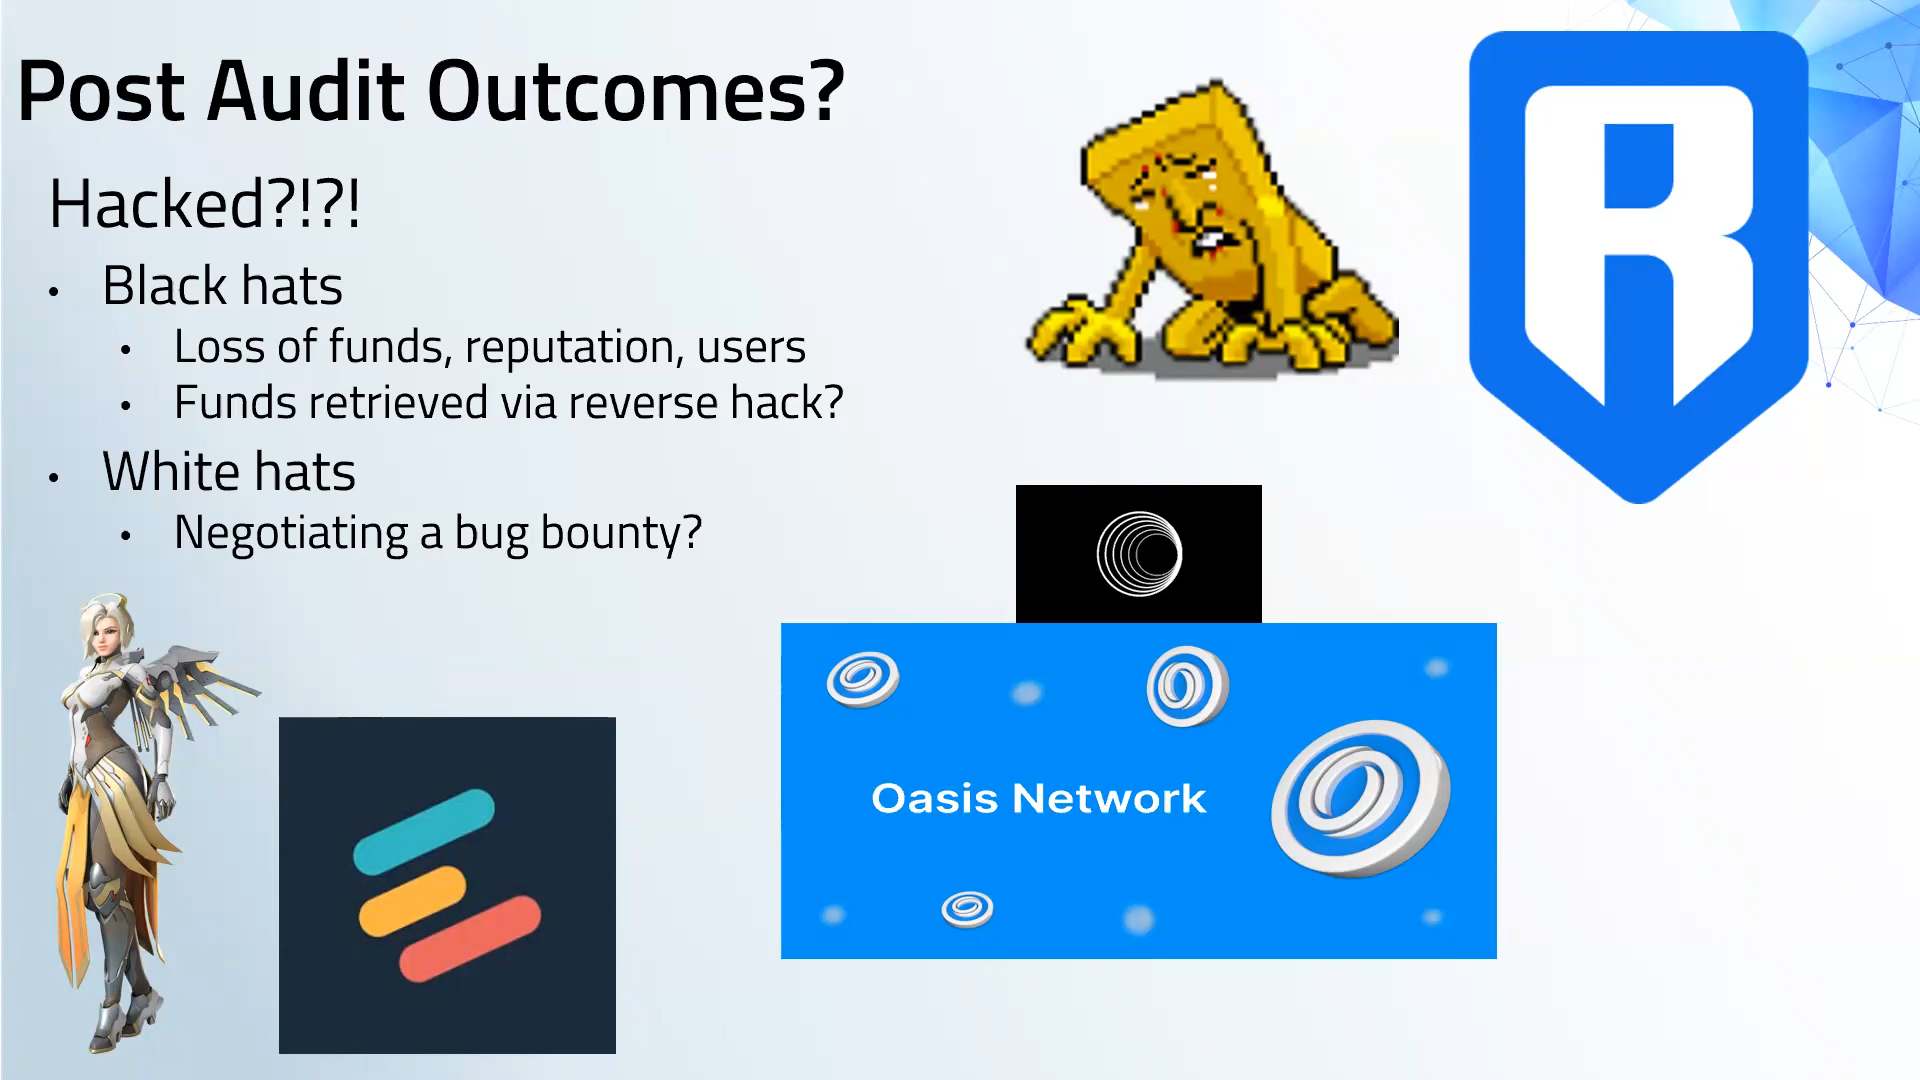 Post Audit Outcomes?
Hacked?!?!
• Black hats
• Loss of funds, reputation, users
• Funds retrieved via reverse hack?
• White hats
• Negotiating a bug bounty?
Oasis Network